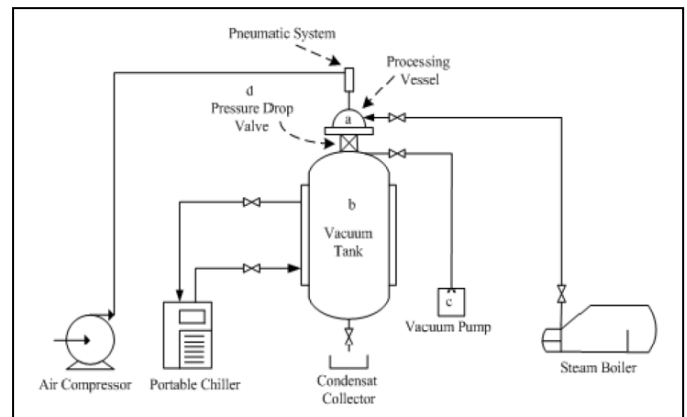 Pneumatic System
Processing
Vessel
d
Pressure Drop
Valve
a
b
Vacuum
Tank
c
Vacuum Pump
Steam Boiler
Air Compressor
Portable Chiller
Condensat
Collector